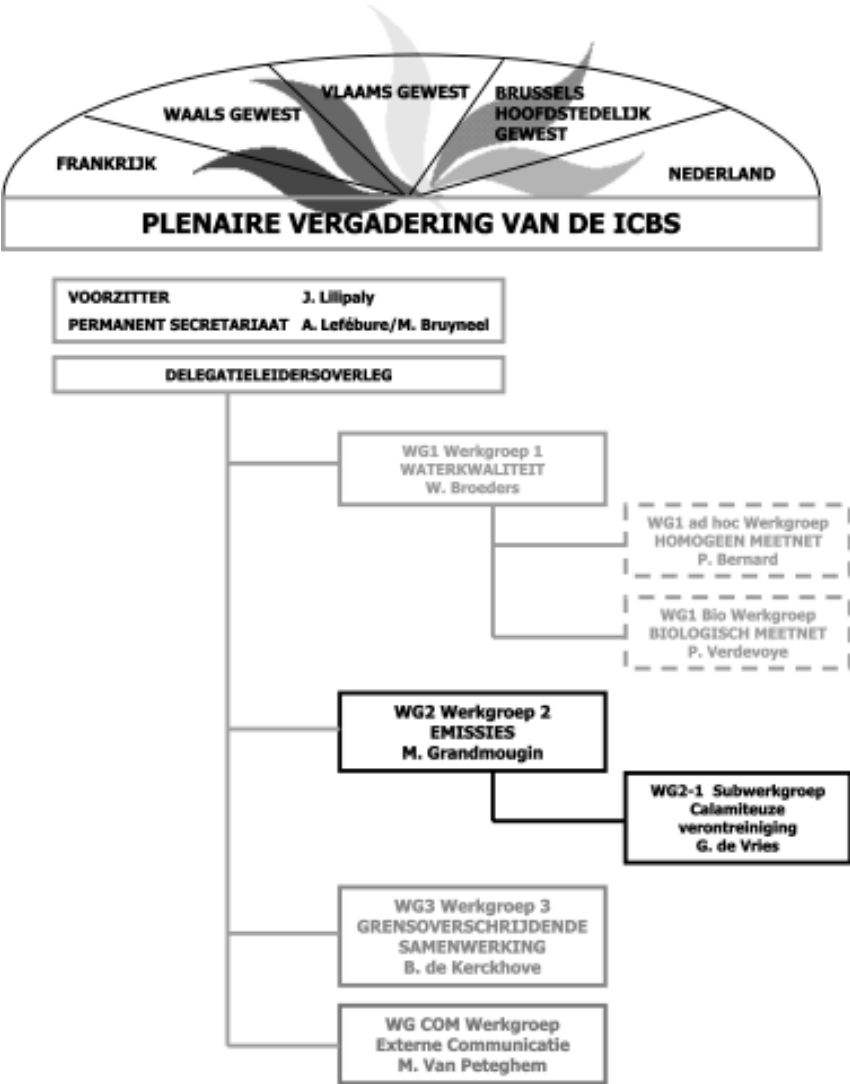 VLAAMS GEWEST
WAALS GEWEST
BRUSSELS
HOOFDSTEDELIJK
GEWEST
FRANKRIJK
NEDERLAND
PLENAIRE VERGADERING VAN DE ICBS
VOORZITTER J. Lilipaly
PERMANENT SECRETARIAAT A. Lefébure/M. Bruyneel
DELEGATIELEIDERSOVERLEG
WG1 Werkgroep 1
WATERKWALITEIT
W. Broeders
WG1 ad hoc Werkgroep
HOMOGEEN MEETNET
P. Bernard
WG1 Bio Werkgroep
BIOLOGISCH MEETNET
P. Verdevoye
WG2 Werkgroep 2
EMISSIES
M. Grandmougin
WG2-1 Subwerkgroep
Calamiteuze
verontreiniging
G. de Vries
WG3 Werkgroep 3
GRENSOVERSCHRIJDENDE
SAMENWERKING
B. de Kerckhove
WG COM Werkgroep
Externe Communicatie
M. Van Peteghem